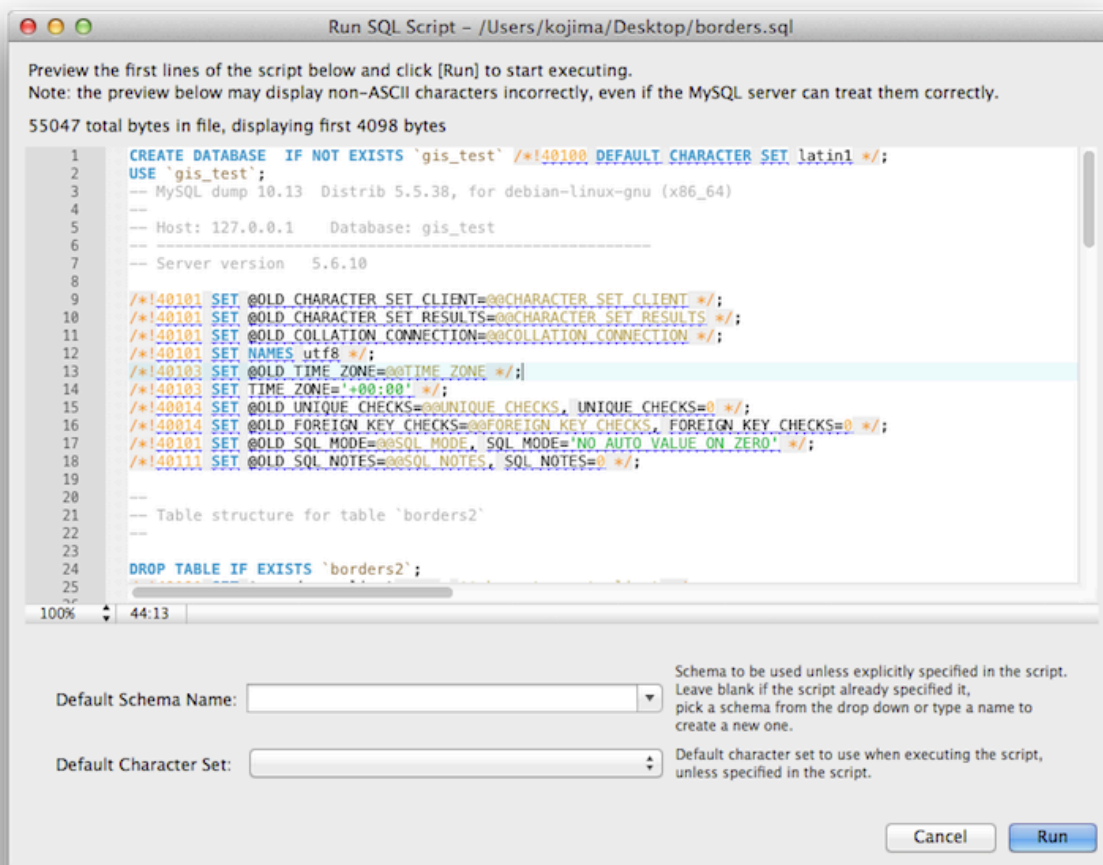 Run SQL Script - /Users/kojima/Desktop/borders.sql
Preview the first lines of the script below and click [Run] to start executing.
Note: the preview below may display non-ASCII characters incorrectly, even if the MySQL server can treat them correctly.
55047 total bytes in file, displaying first 4098 bytes
1 CREATE DATABASE  IF NOT EXISTS `gis_test` /*!40100 DEFAULT CHARACTER SET latin1 */;
2 USE `gis_test`;
3 -- MySQL dump 10.13  Distrib 5.5.38, for debian-linux-gnu (x86_64)
4 --
5 -- Host: 127.0.0.1    Database: gis_test
6 -- ------------------------------------------------------
7 -- Server version   5.6.10
8
9 /*!40101 SET @OLD_CHARACTER_SET_CLIENT=@@CHARACTER_SET_CLIENT */;
10 /*!40101 SET @OLD_CHARACTER_SET_RESULTS=@@CHARACTER_SET_RESULTS */;
11 /*!40101 SET @OLD_COLLATION_CONNECTION=@@COLLATION_CONNECTION */;
12 /*!40101 SET NAMES utf8 */;
13 /*!40103 SET @OLD_TIME_ZONE=@@TIME_ZONE */;
14 /*!40103 SET TIME_ZONE='+00:00' */;
15 /*!40014 SET @OLD_UNIQUE_CHECKS=@@UNIQUE_CHECKS, UNIQUE_CHECKS=0 */;
16 /*!40014 SET @OLD_FOREIGN_KEY_CHECKS=@@FOREIGN_KEY_CHECKS, FOREIGN_KEY_CHECKS=0 */;
17 /*!40101 SET @OLD_SQL_MODE=@@SQL_MODE, SQL_MODE='NO_AUTO_VALUE_ON_ZERO' */;
18 /*!40111 SET @OLD_SQL_NOTES=@@SQL_NOTES, SQL_NOTES=0 */;
19
20 --
21 -- Table structure for table `borders2`
22 --
23
24 DROP TABLE IF EXISTS `borders2`;
25
100% 44:13
Schema to be used unless explicitly specified in the script.
Default Schema Name: Leave blank if the script already specified it,
pick a schema from the drop down or type a name to
create a new one.
Default Character Set: Default character set to use when executing the script,
unless specified in the script.
Cancel Run